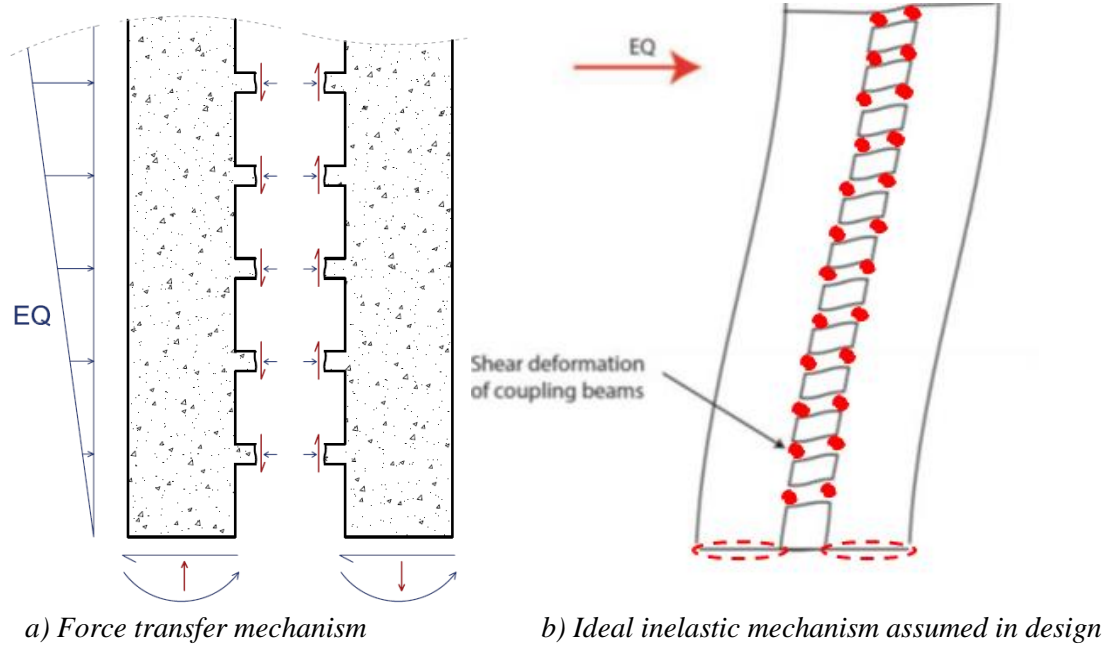 EQ
a) Force transfer mechanism
EQ
Shear deformation
of coupling beams
b) Ideal inelastic mechanism assumed in design